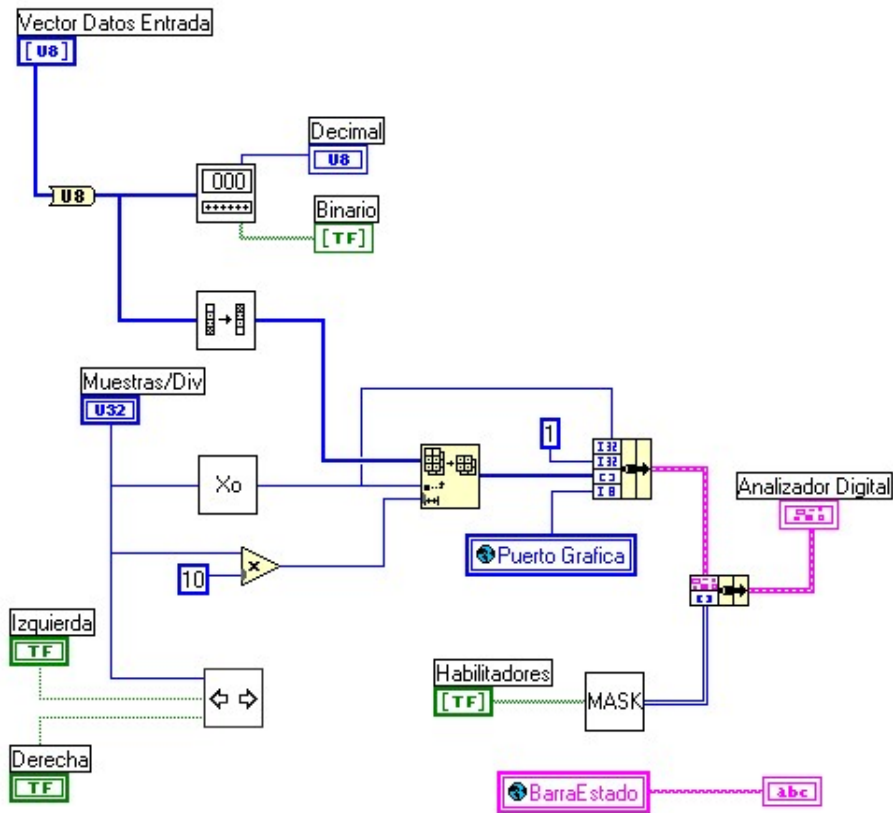 Vector Datos Entrada
[U8]
Decimal
U8
U8
000
Binario
[TF]
Muestras/Div
U32
1
I32
I32
[ ]
I8
Xo
Analizador Digital
Puerto Grafica
10
x
[ ]
Izquierda
TF
Habilitadores
[TF]
MASK
Derecha
TF
BarraEstado
abc